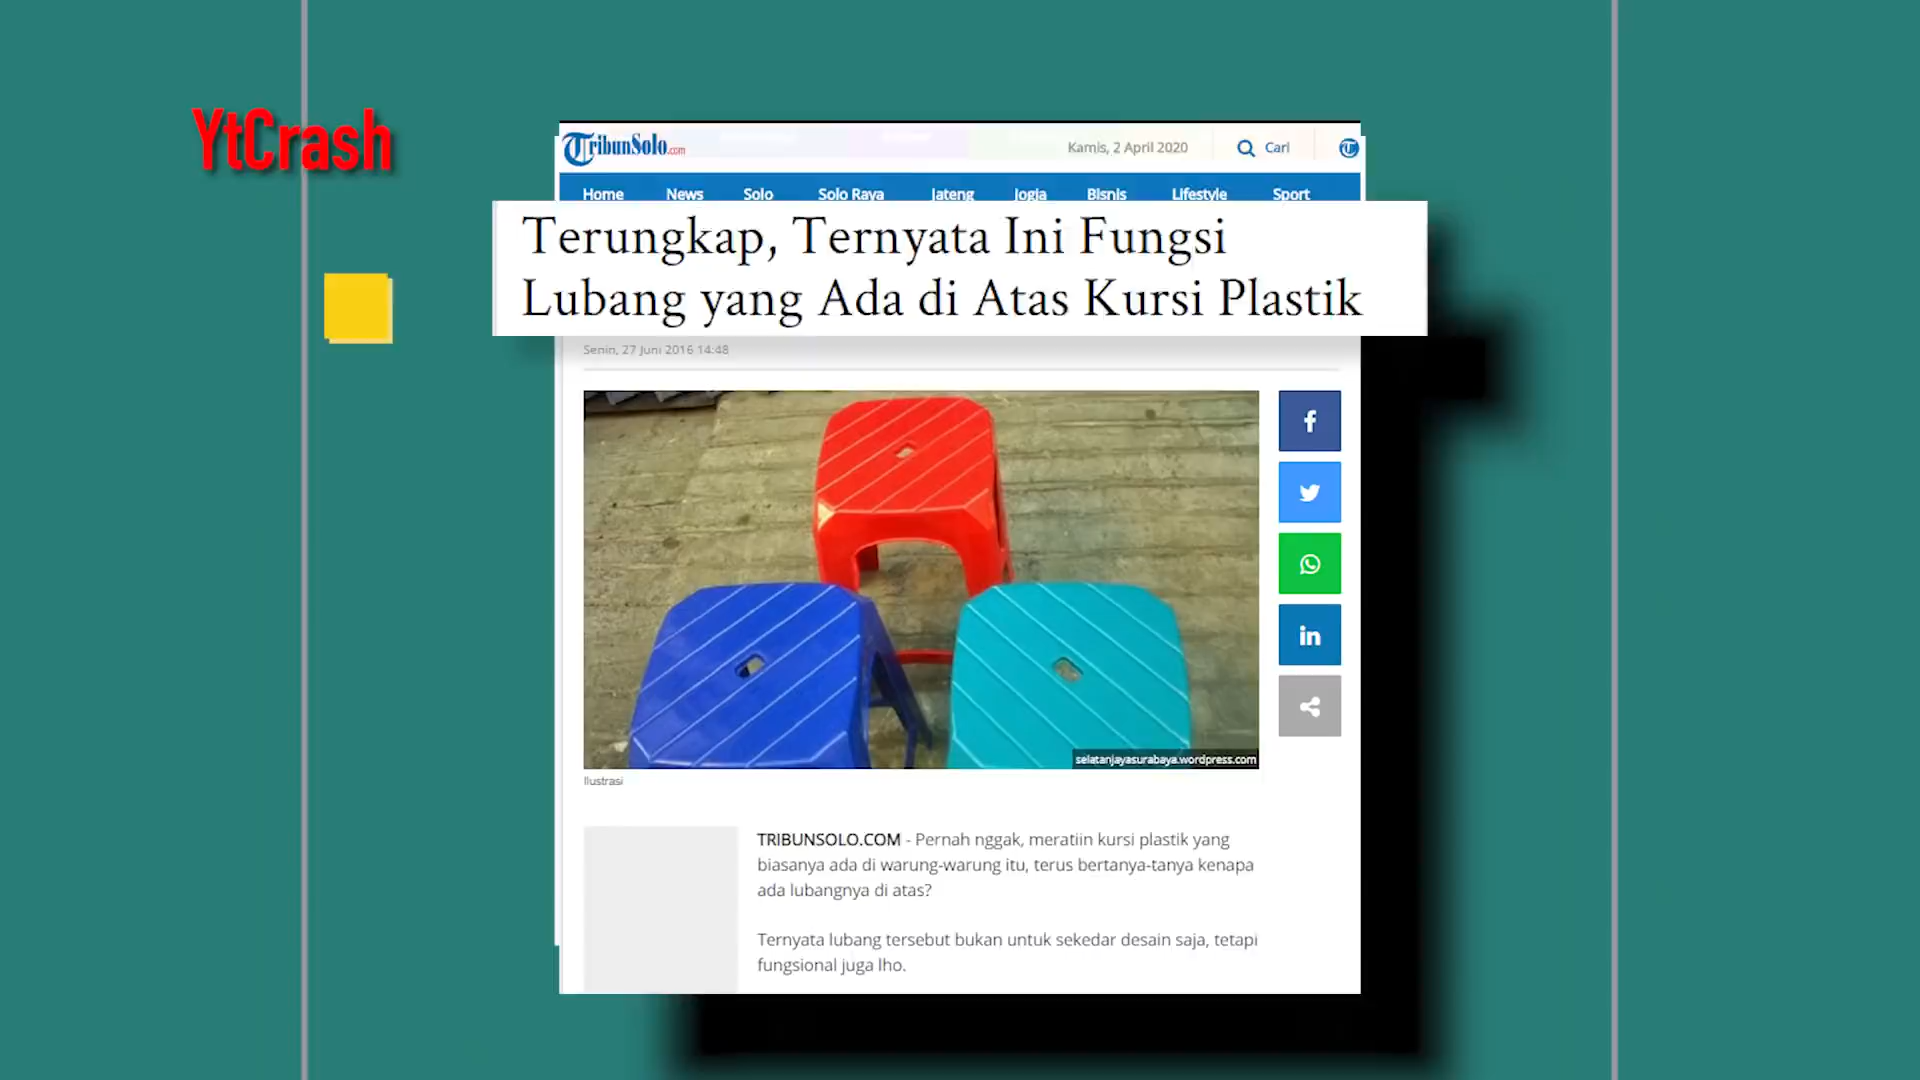 YtCrash
TribunSolo.com
Kamis, 2 April 2020
Cari
Home News Solo Solo Raya Jateng Jogja Bisnis Lifestyle Sport
Terungkap, Ternyata Ini Fungsi
Lubang yang Ada di Atas Kursi Plastik
Senin, 27 Juni 2016 14:48
selatanjayasurabaya.wordpress.com
Ilustrasi
TRIBUNSOLO.COM - Pernah nggak, meratiin kursi plastik yang
biasanya ada di warung-warung itu, terus bertanya-tanya kenapa
ada lubangnya di atas?
Ternyata lubang tersebut bukan untuk sekedar desain saja, tetapi
fungsional juga lho.